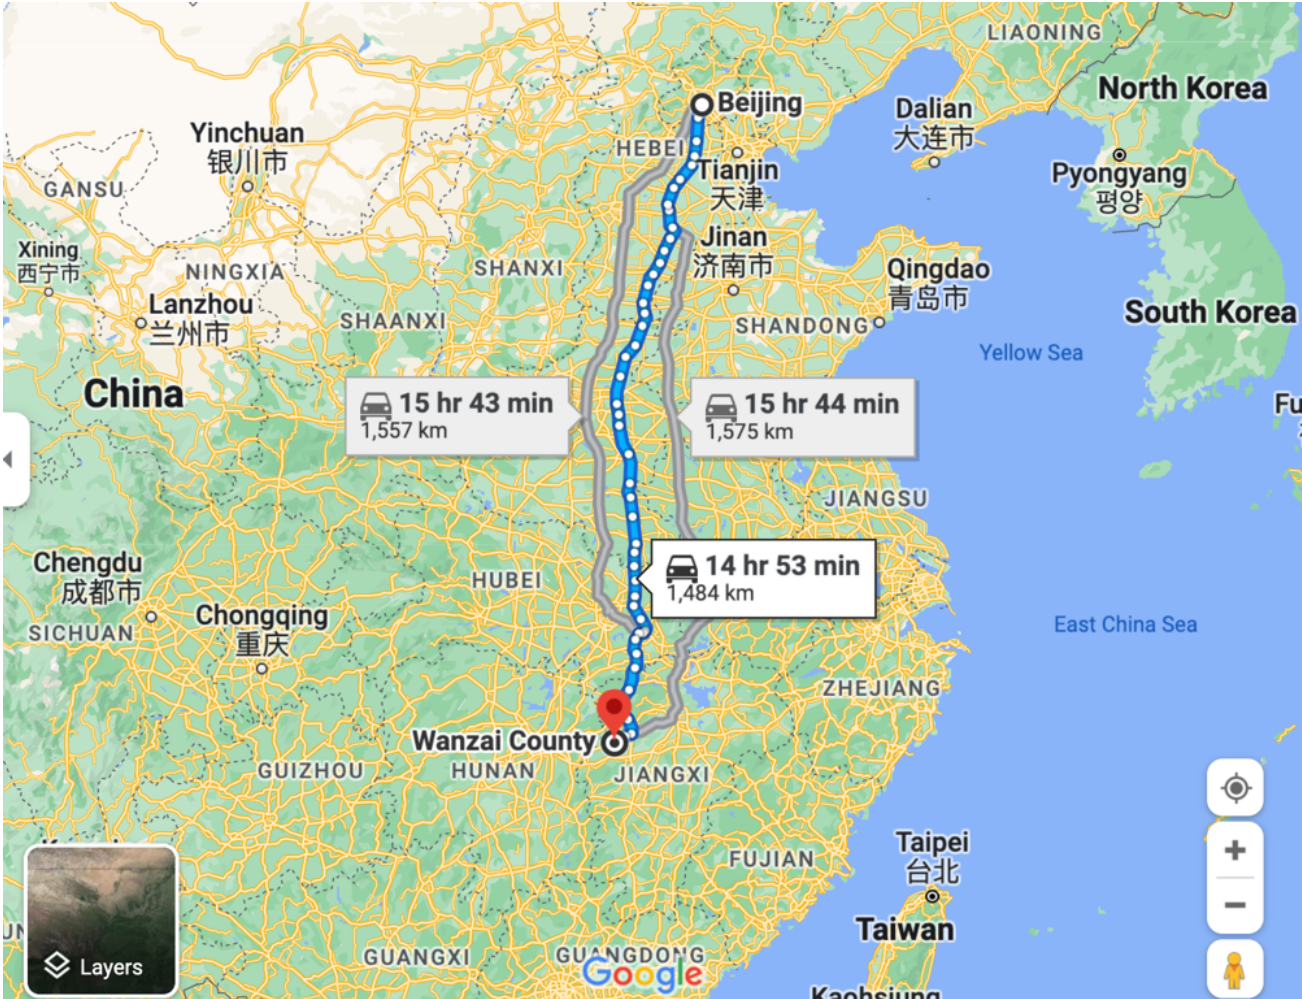 LIAONING
North Korea
Beijing
Dalian
大连市
Yinchuan
银川市
HEBEI
Tianjin
天津
Pyongyang
평양
GANSU
Xining
西宁市
NINGXIA
SHANXI
Jinan
济南市
Qingdao
青岛市
Lanzhou
兰州市
SHAANXI
SHANDONG
South Korea
Yellow Sea
China
15 hr 43 min
1,557 km
15 hr 44 min
1,575 km
Fu
JIANGSU
Chengdu
成都市
HUBEI
14 hr 53 min
1,484 km
Chongqing
重庆
SICHUAN
East China Sea
ZHEJIANG
Wanzai County
GUIZHOU
HUNAN
JIANGXI
FUJIAN
Taipei
台北
Taiwan
Layers
GUANGXI
GUANGDONG
Google
Kaohsiung